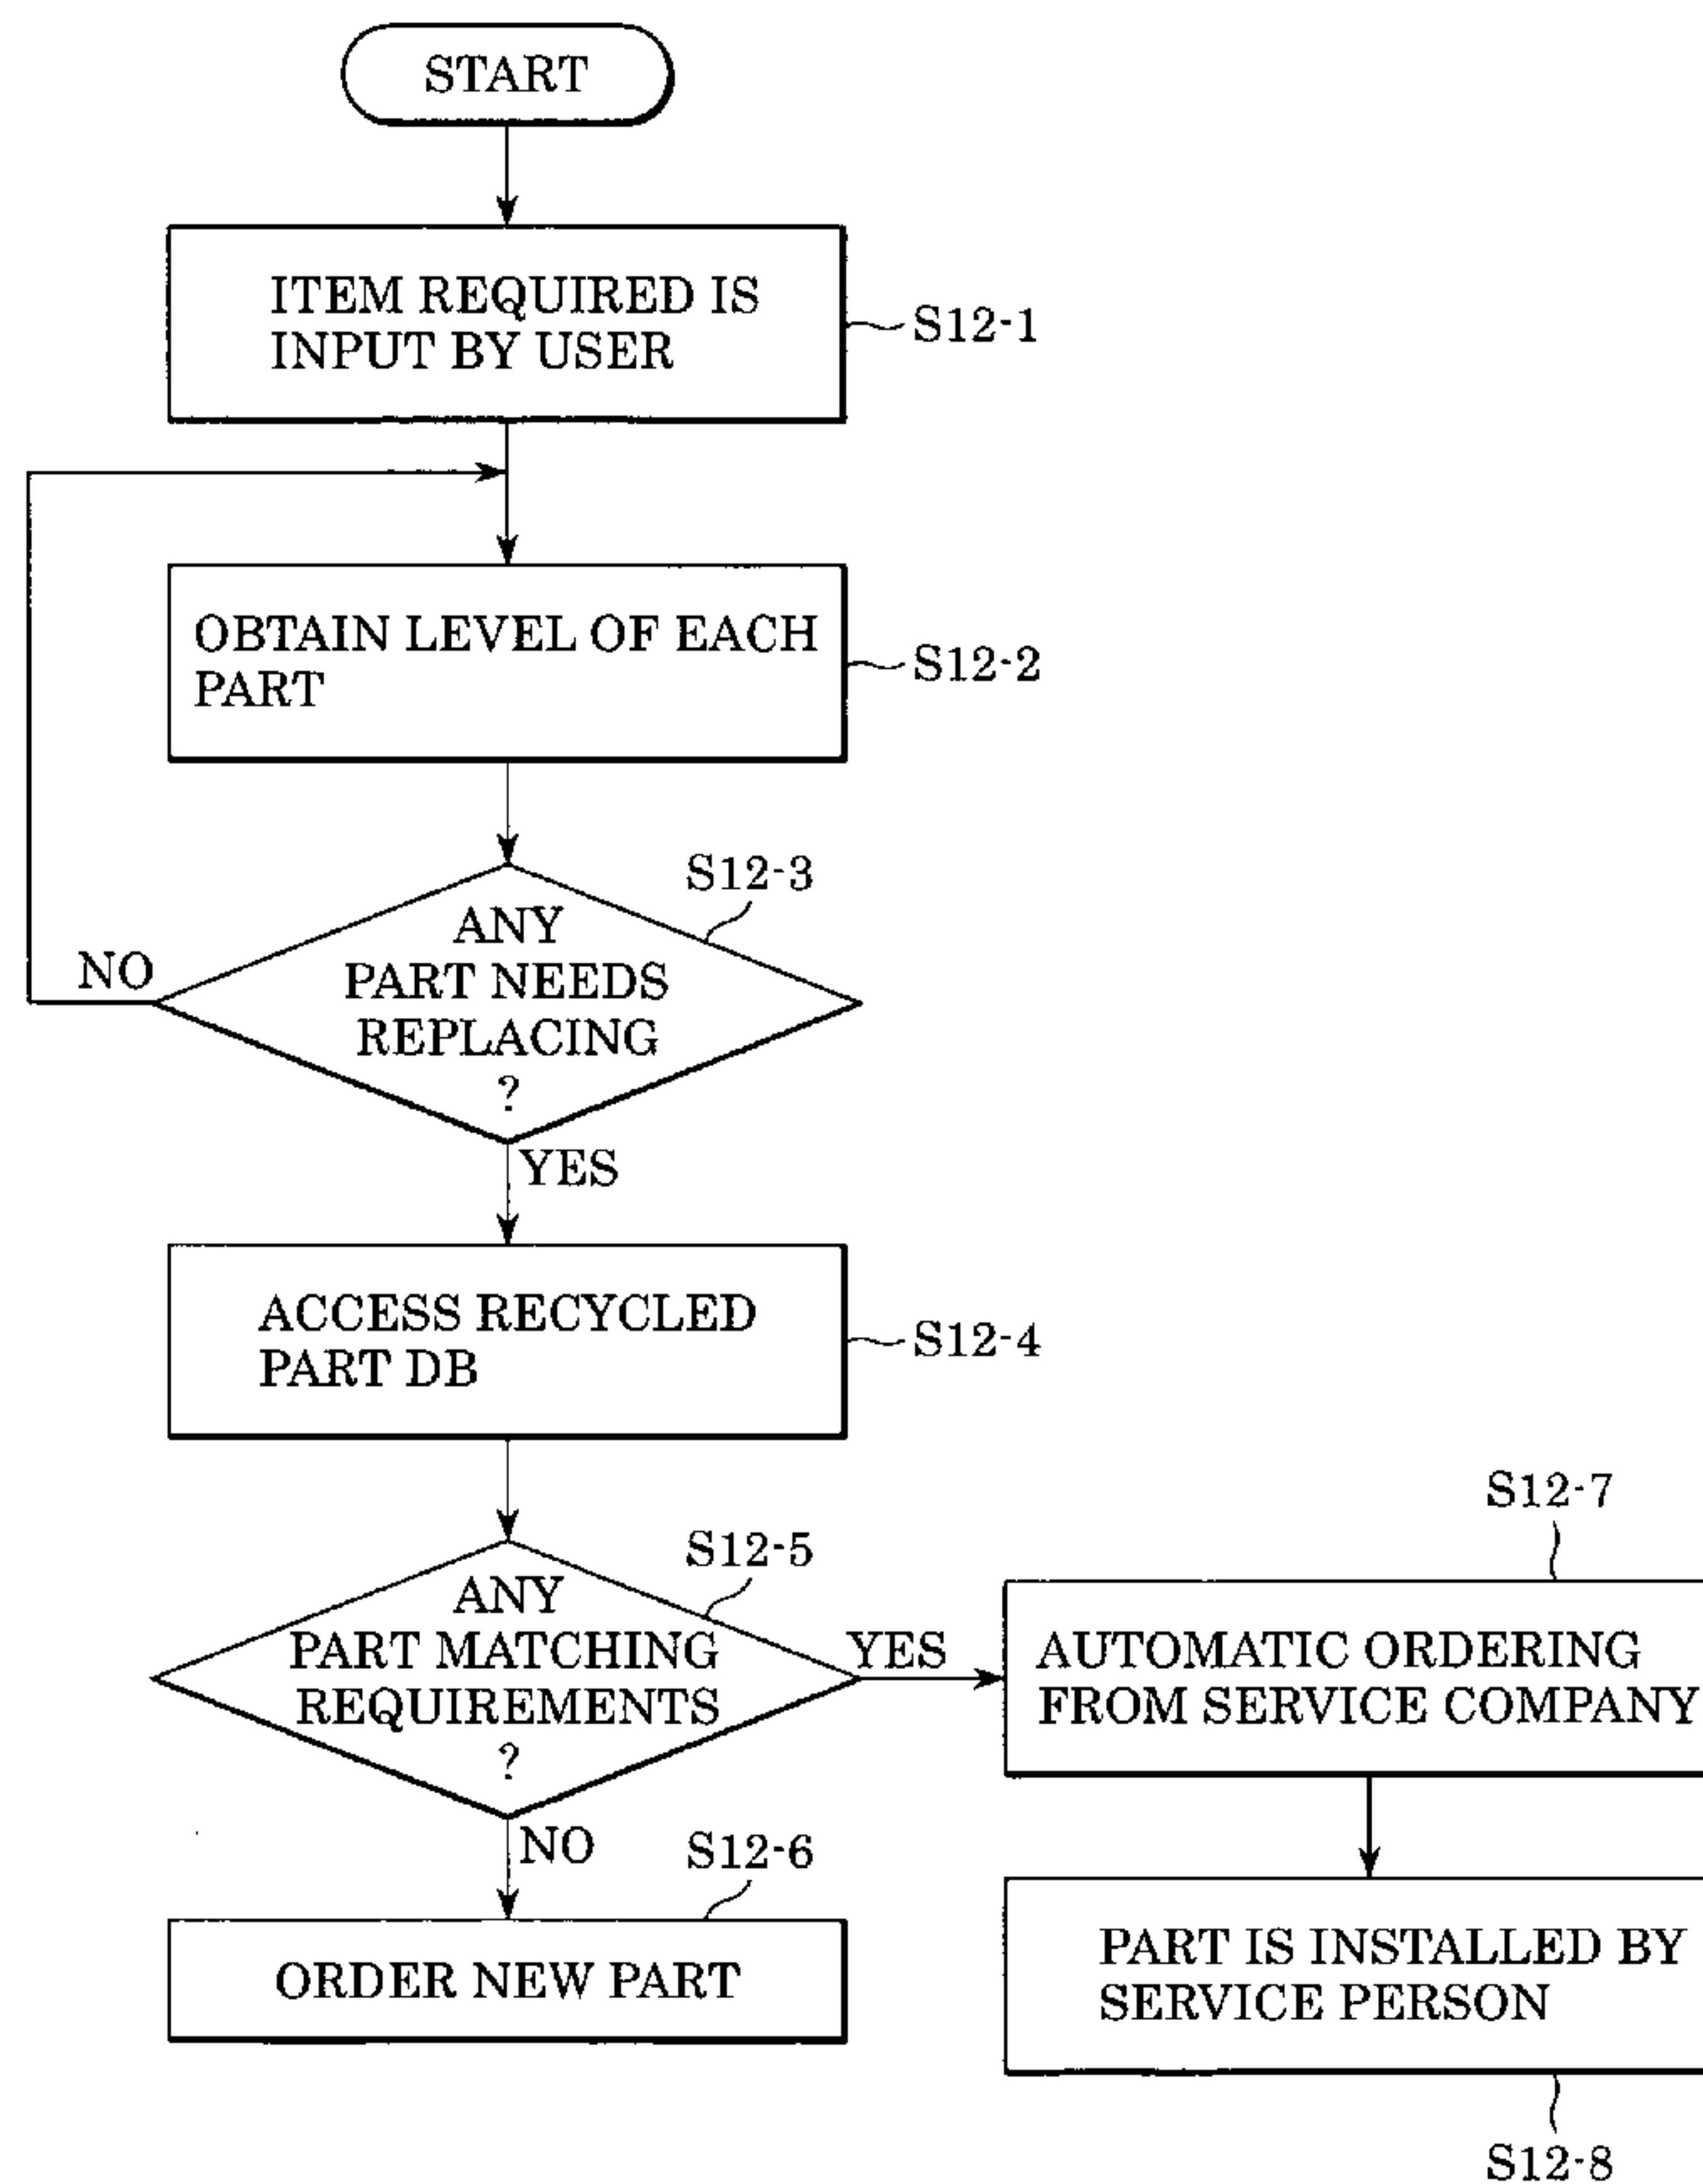 START
ITEM REQUIRED IS
INPUT BY USER
S12-1
OBTAIN LEVEL OF EACH
PART
S12-2
S12-3
ANY
PART NEEDS
REPLACING
?
NO
YES
ACCESS RECYCLED
PART DB
S12-4
S12-5
ANY
PART MATCHING
REQUIREMENTS
?
YES
NO
S12-7
AUTOMATIC ORDERING
FROM SERVICE COMPANY
S12-6
ORDER NEW PART
PART IS INSTALLED BY
SERVICE PERSON
S12-8